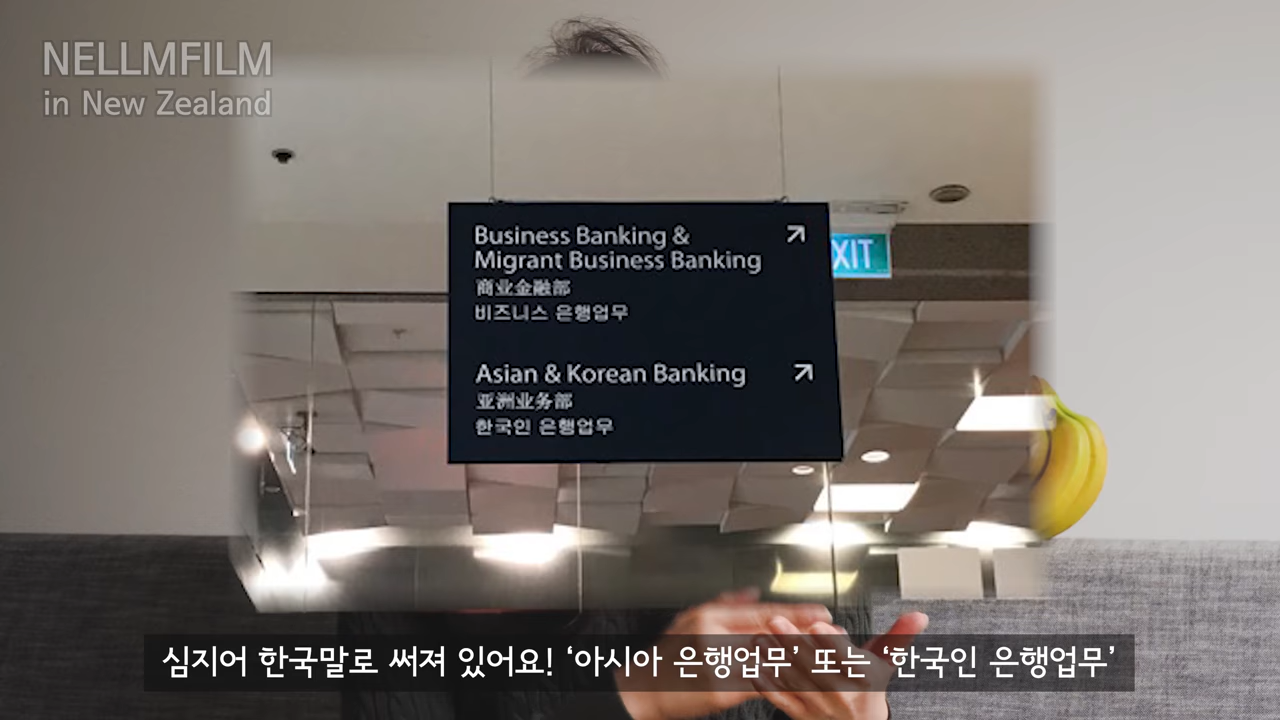 NELLMFILM
in New Zealand
Business Banking &
Migrant Business Banking
商业金融部
비즈니스 은행업무
EXIT
Asian & Korean Banking
亚洲业务部
한국인 은행업무
심지어 한국말로 써져 있어요! ‘아시아 은행업무’ 또는 ‘한국인 은행업무’